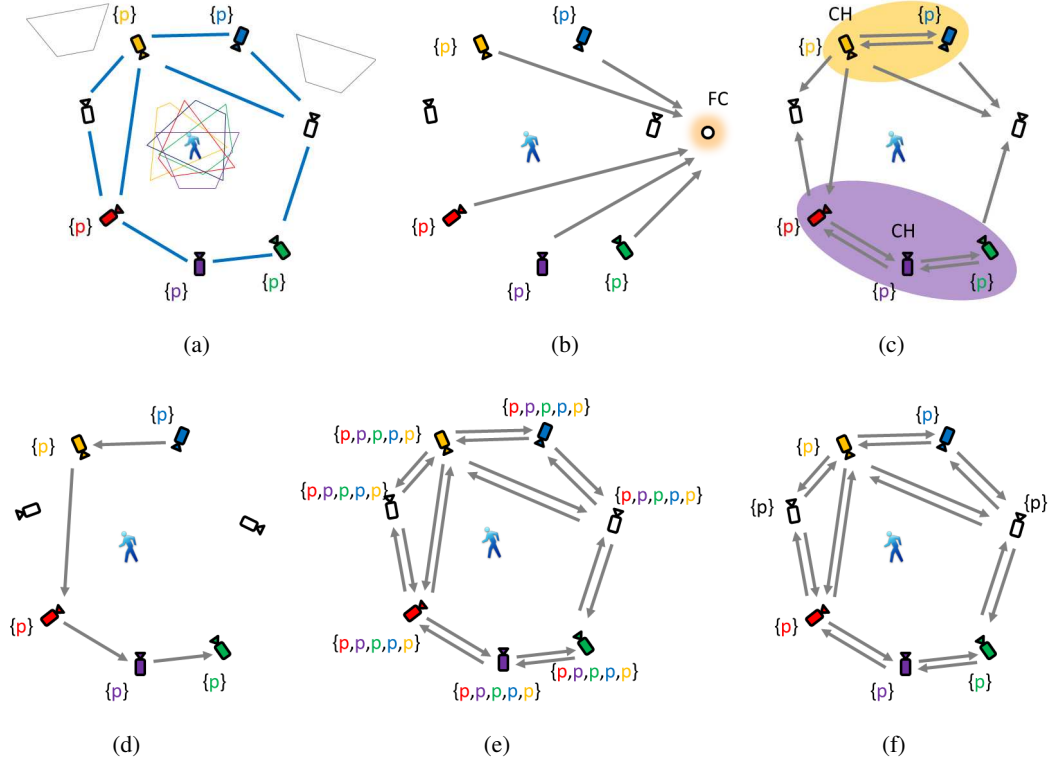 {p} {p}
{p} {p} {p}
(a)
{p} {p}
FC
{p} {p} {p}
(b)
CH {p}
{p}
{p} CH
{p} {p}
(c)
{p}
{p}
{p} {p} {p}
(d)
{p,p,p,p,p}
{p,p,p,p,p}
{p,p,p,p,p} {p,p,p,p,p}
{p,p,p,p,p}
{p,p,p,p,p}
{p,p,p,p,p}
(e)
{p}
{p}
{p} {p}
{p}
{p} {p}
(f)